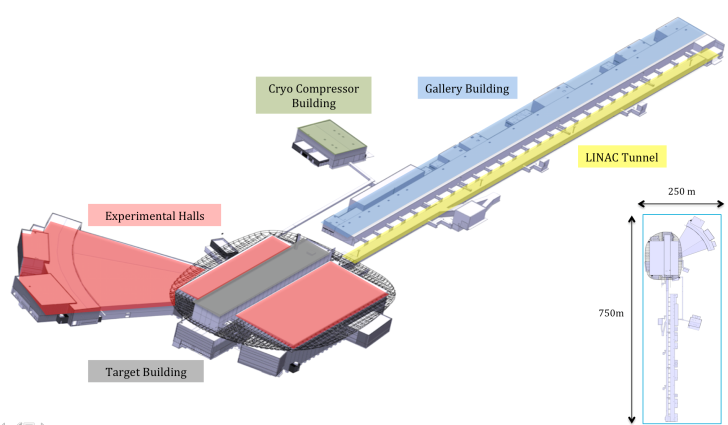 Cryo Compressor
Building
Gallery Building
LINAC Tunnel
250 m
Experimental Halls
750m
Target Building